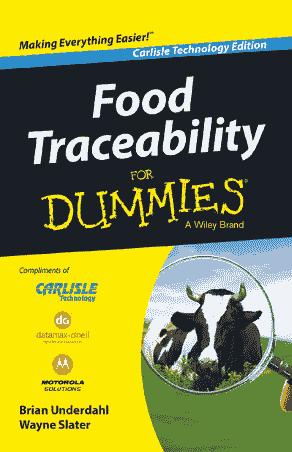 Making Everything Easier!™
Carlisle Technology Edition
Food
Traceability
FOR
DUMMIES®
A Wiley Brand
Compliments of
CARLISLE
Technology
datamax·oneil
MOTOROLA
SOLUTIONS
Brian Underdahl
Wayne Slater